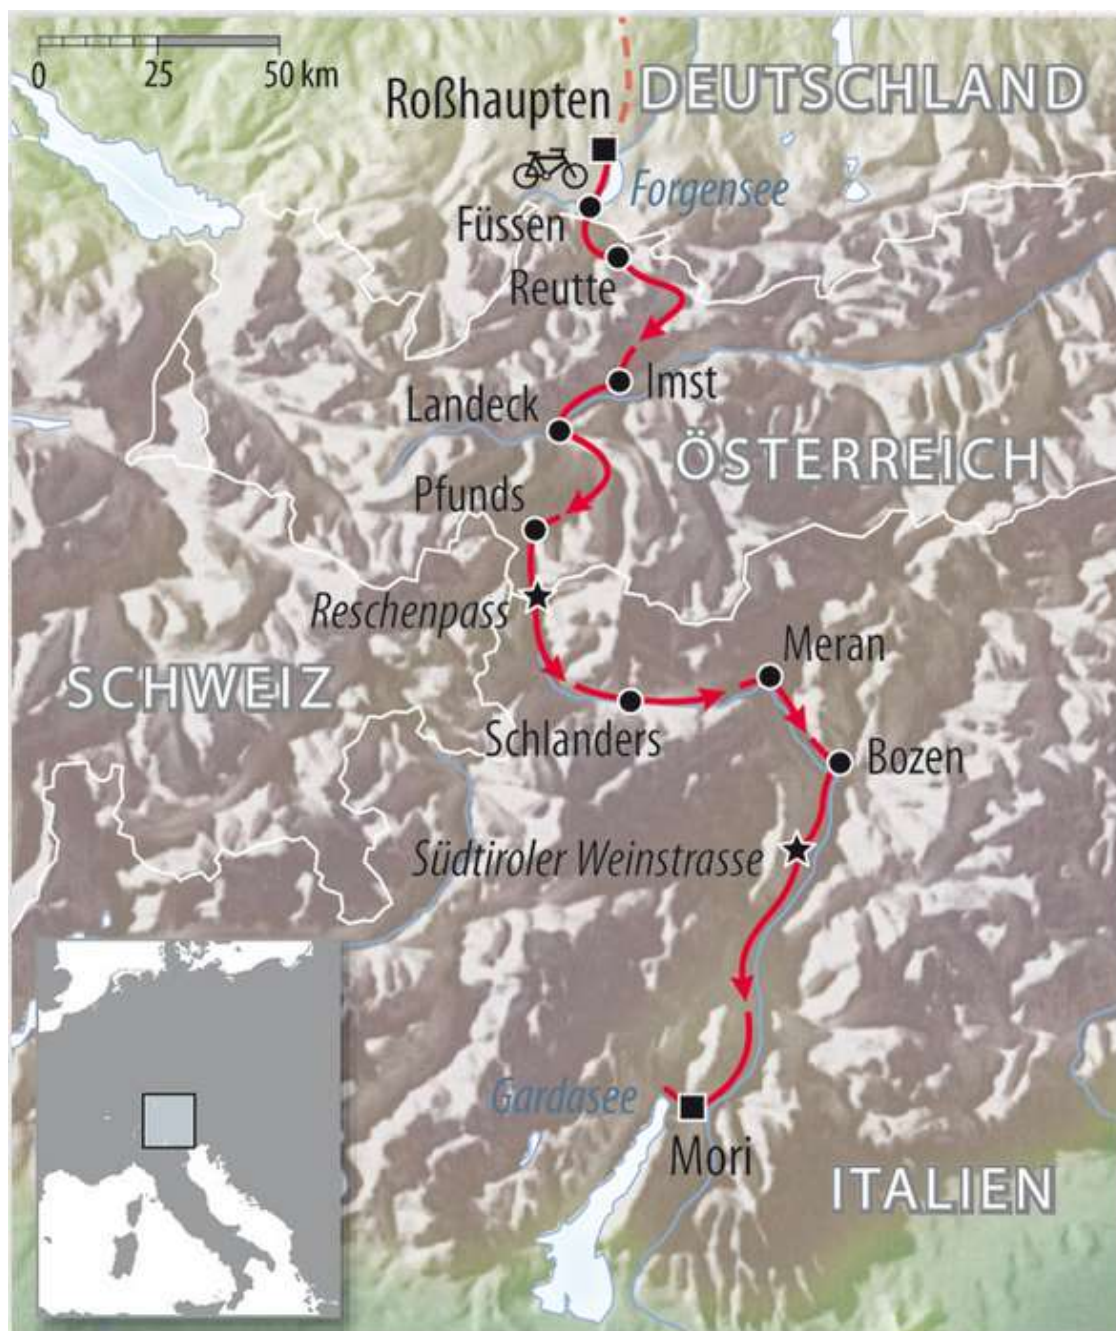 0 25 50 km
DEUTSCHLAND
Roßhaupten
Forgensee
Füssen
Reutte
Imst
Landeck
ÖSTERREICH
Pfunds
Reschenpass
Meran
SCHWEIZ
Schlanders
Bozen
Südtiroler Weinstrasse
Gardasee
Mori
ITALIEN